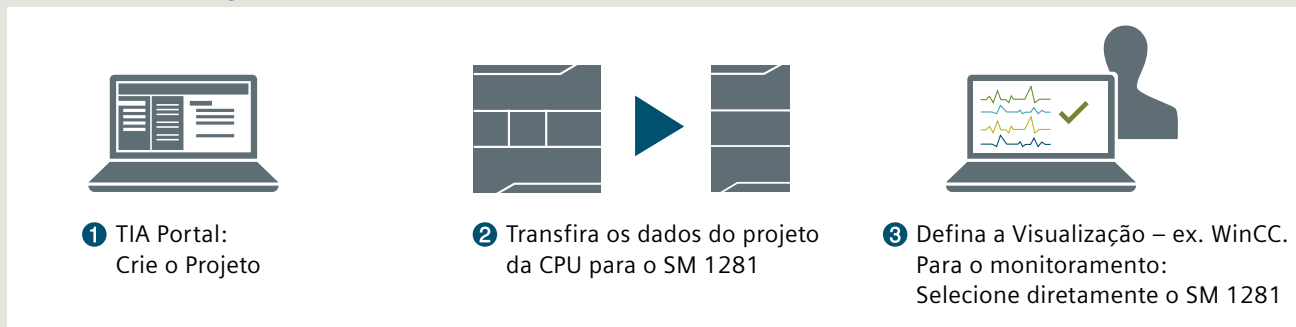 1 TIA Portal:
Crie o Projeto
2 Transfira os dados do projeto
da CPU para o SM 1281
3 Defina a Visualização – ex. WinCC.
Para o monitoramento:
Selecione diretamente o SM 1281